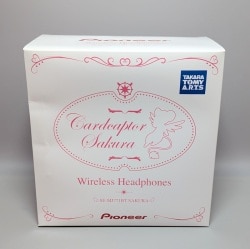 TAKARA
TOMY
ARTS
Cardcaptor
Sakura
Wireless Headphones
Pioneer